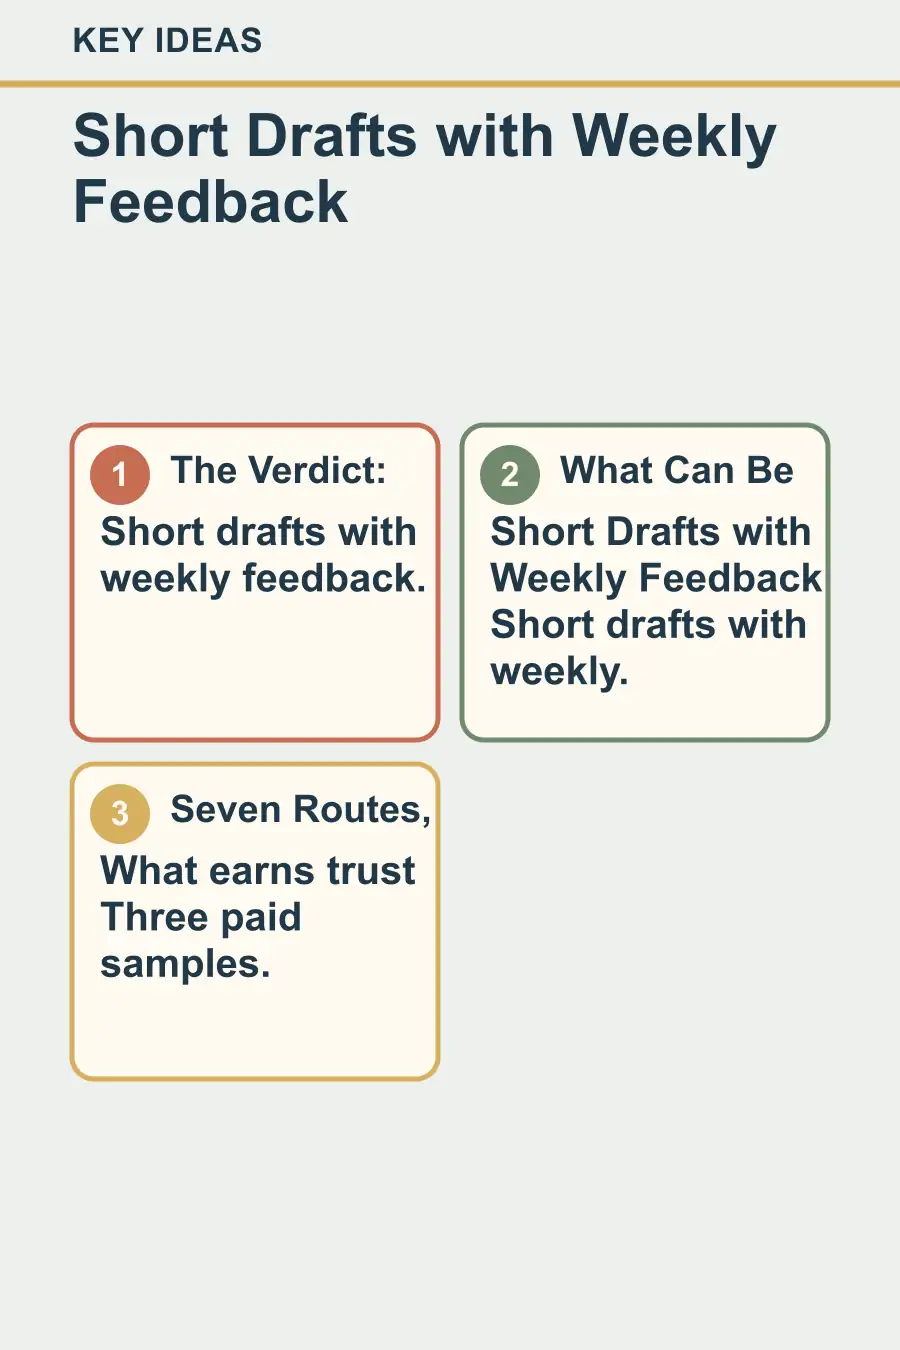 KEY IDEAS
Short Drafts with Weekly
Feedback
1 The Verdict:
Short drafts with
weekly feedback.
2 What Can Be
Short Drafts with
Weekly Feedback
Short drafts with
weekly.
3 Seven Routes,
What earns trust
Three paid
samples.